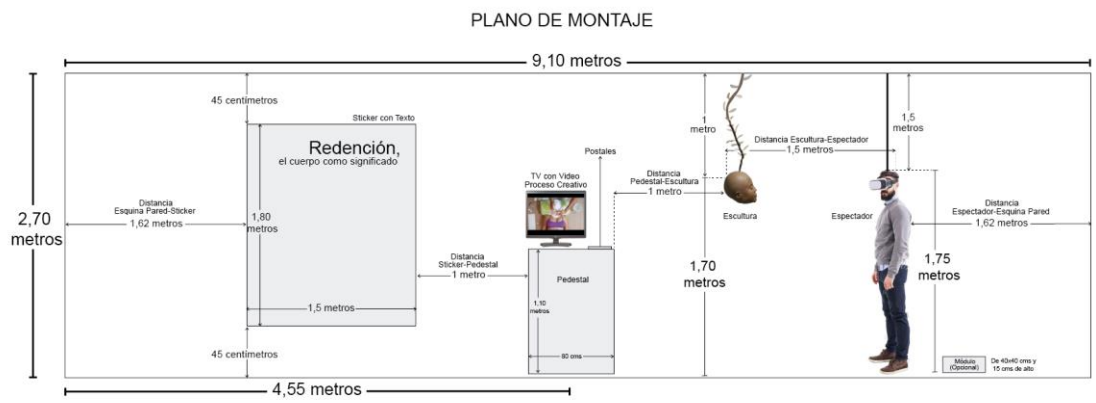 PLANO DE MONTAJE
9,10 metros
2,70
metros
45 centímetros
Sticker con Texto
Redención,
el cuerpo como significado
Distancia
Esquina Pared-Sticker
1,62 metros
1,80
metros
1,5 metros
45 centímetros
4,55 metros
Distancia
Sticker-Pedestal
1 metro
TV con Video
Proceso Creativo
Postales
Pedestal
1,10
metros
60 cms
Distancia
Pedestal-Escultura
1 metro
1
metro
Distancia Escultura-Espectador
1,5 metros
Escultura
1,70
metros
1,5
metros
Espectador
Distancia
Espectador-Esquina Pared
1,62 metros
1,75
metros
Módulo
(Opcional)
De 40x40 cms y
15 cms de alto